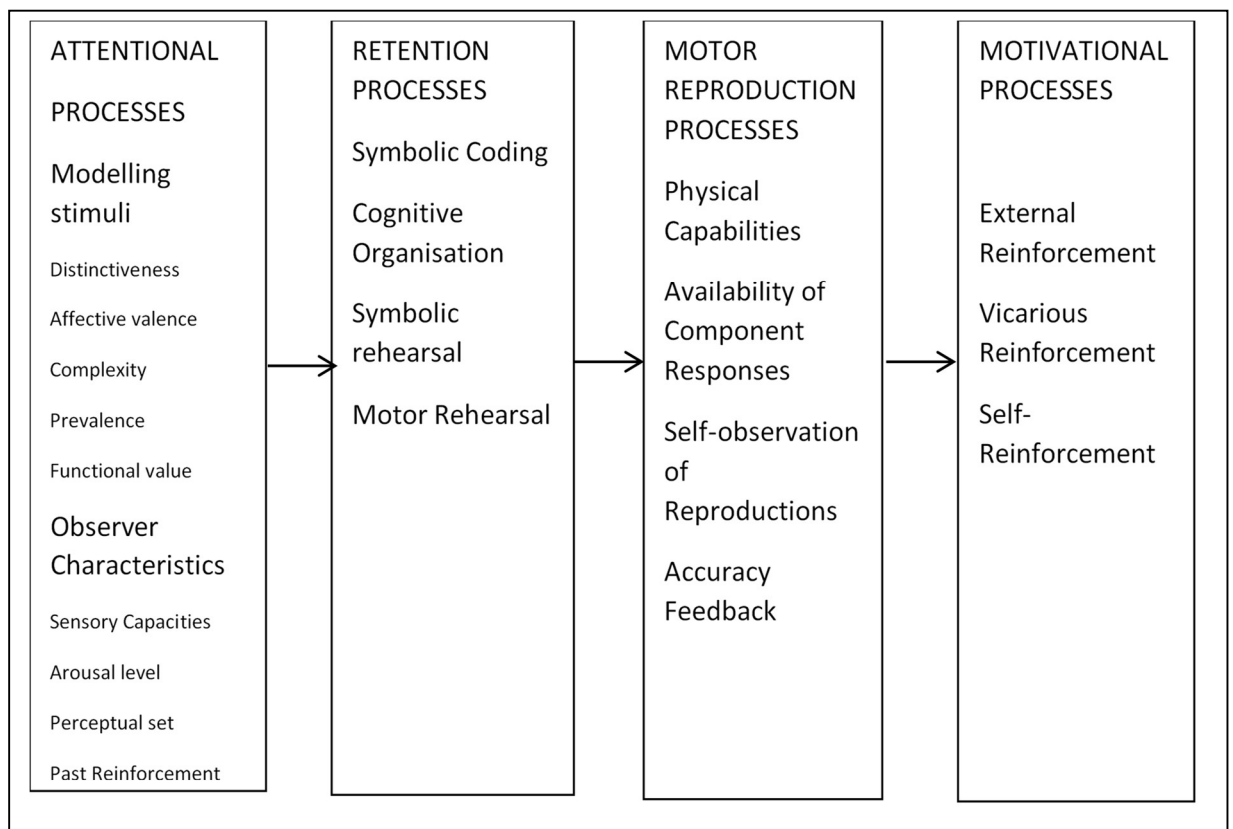 ATTENTIONAL
PROCESSES
Modelling
stimuli
Distinctiveness
Affective valence
Complexity
Prevalence
Functional value
Observer
Characteristics
Sensory Capacities
Arousal level
Perceptual set
Past Reinforcement
RETENTION
PROCESSES
Symbolic Coding
Cognitive
Organisation
Symbolic
rehearsal
Motor Rehearsal
MOTOR
REPRODUCTION
PROCESSES
Physical
Capabilities
Availability of
Component
Responses
Self-observation
of
Reproductions
Accuracy
Feedback
MOTIVATIONAL
PROCESSES
External
Reinforcement
Vicarious
Reinforcement
Self-
Reinforcement